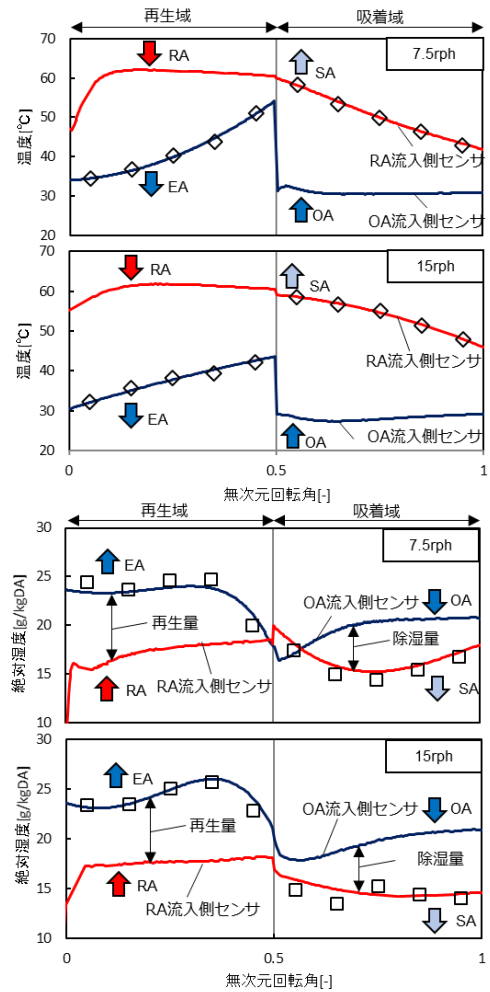 再生域 吸着域
70
60
50
40
30
20
温度[℃]
RA
EA
SA
OA
7.5rph
RA流入側センサ
OA流入側センサ
70
60
50
40
30
20
温度[℃]
RA
EA
SA
OA
15rph
RA流入側センサ
OA流入側センサ
0 0.5 1
無次元回転角[-]
再生域 吸着域
30
25
20
15
10
絶対湿度[g/kgDA]
EA
再生量
RA
RA流入側センサ
7.5rph
OA流入側センサ
OA
除湿量
SA
30
25
20
15
10
絶対湿度[g/kgDA]
EA
再生量
RA
RA流入側センサ
15rph
OA流入側センサ
OA
除湿量
SA
0 0.5 1
無次元回転角[-]